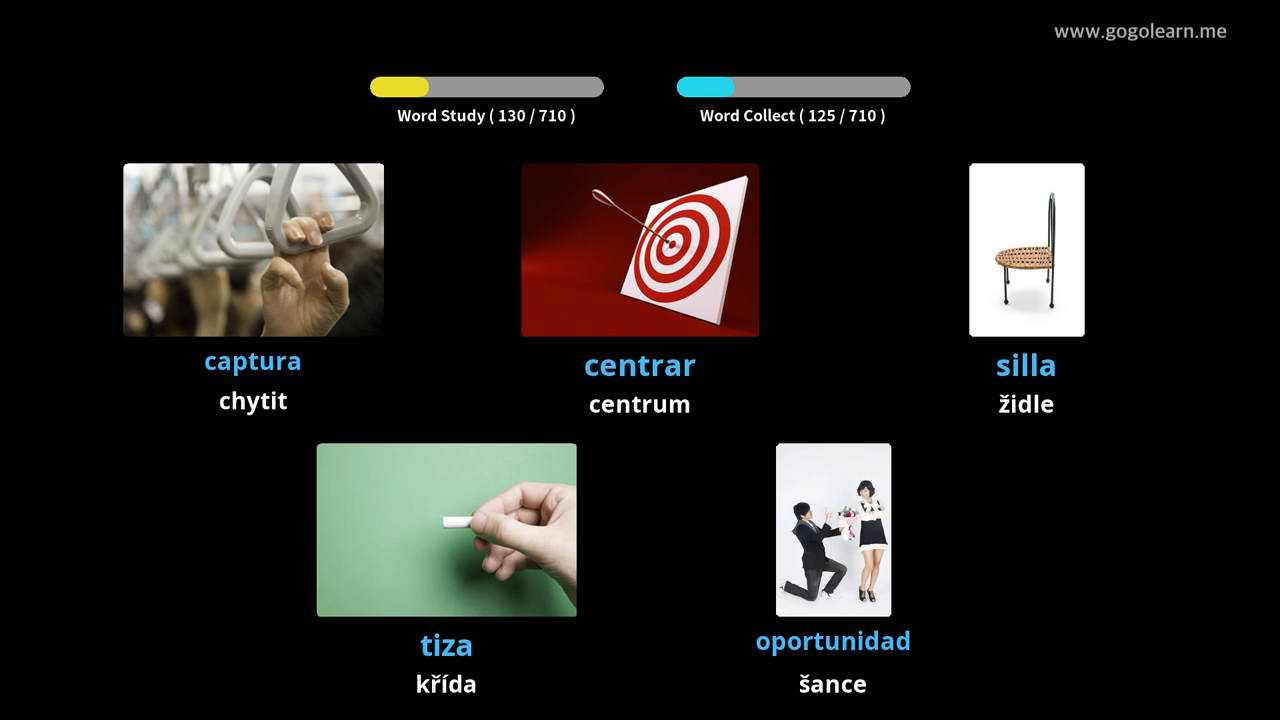 www.gogolearn.me
Word Study ( 130 / 710 )
Word Collect ( 125 / 710 )
captura
chytit
centrar
centrum
silla
židle
tiza
křída
oportunidad
šance